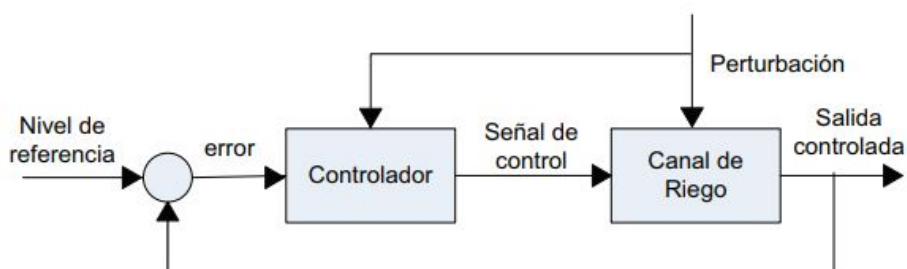 Perturbación
Nivel de
referencia
error
Controlador
Señal de
control
Canal de
Riego
Salida
controlada